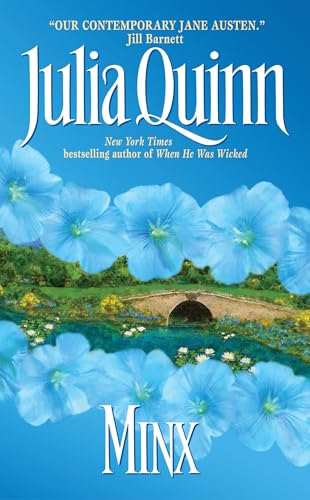 “OUR CONTEMPORARY JANE AUSTEN.”
Jill Barnett
Julia Quinn
New York Times
bestselling author of When He Was Wicked
MINX